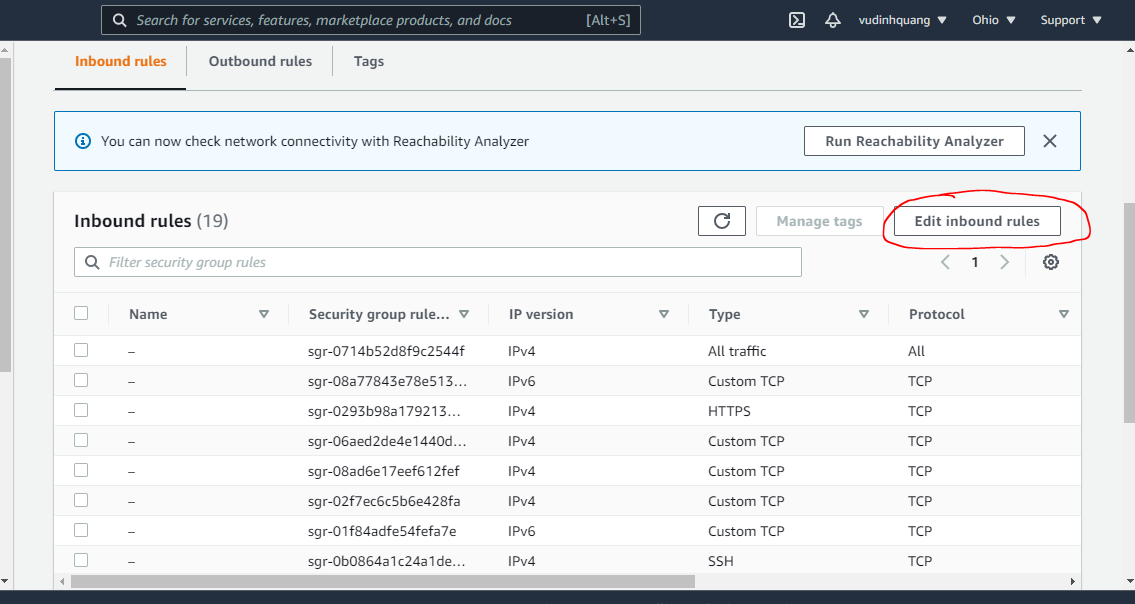 Search for services, features, marketplace products, and docs [Alt+S] vudinhquang Ohio Support
Inbound rules Outbound rules Tags
You can now check network connectivity with Reachability Analyzer Run Reachability Analyzer
Inbound rules (19) Manage tags Edit inbound rules
Filter security group rules 1
Name Security group rule... IP version Type Protocol
– sgr-0714b52d8f9c2544f IPv4 All traffic All
– sgr-08a77843e78e513... IPv6 Custom TCP TCP
– sgr-0293b98a179213... IPv4 HTTPS TCP
– sgr-06aed2de4e1440d... IPv4 Custom TCP TCP
– sgr-08ad6e17eef612fef IPv4 Custom TCP TCP
– sgr-02f7ec6c5b6e428fa IPv4 Custom TCP TCP
– sgr-01f84adfe54fefa7e IPv6 Custom TCP TCP
– sgr-0b0864a1c24a1de... IPv4 SSH TCP